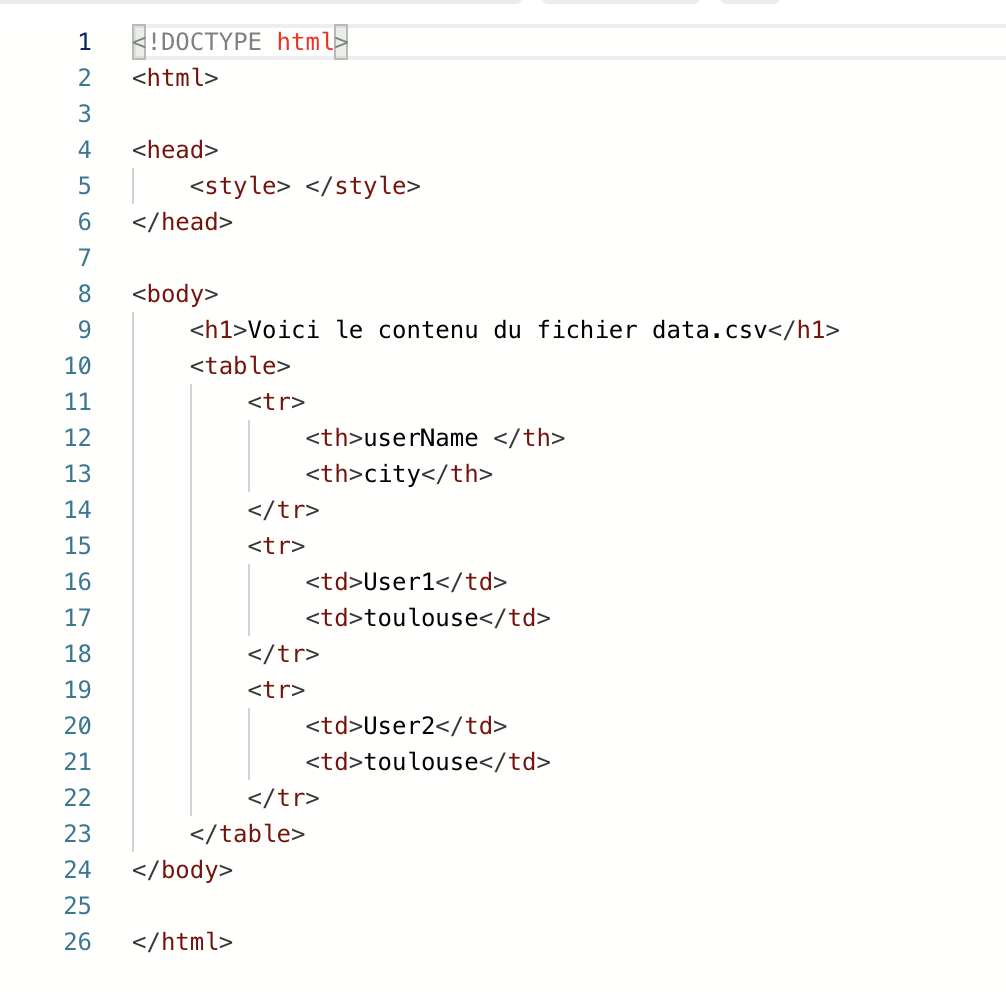 1 <!DOCTYPE html>
2 <html>
3
4 <head>
5     <style> </style>
6 </head>
7
8 <body>
9     <h1>Voici le contenu du fichier data.csv</h1>
10     <table>
11         <tr>
12             <th>userName </th>
13             <th>city</th>
14         </tr>
15         <tr>
16             <td>User1</td>
17             <td>toulouse</td>
18         </tr>
19         <tr>
20             <td>User2</td>
21             <td>toulouse</td>
22         </tr>
23     </table>
24 </body>
25
26 </html>